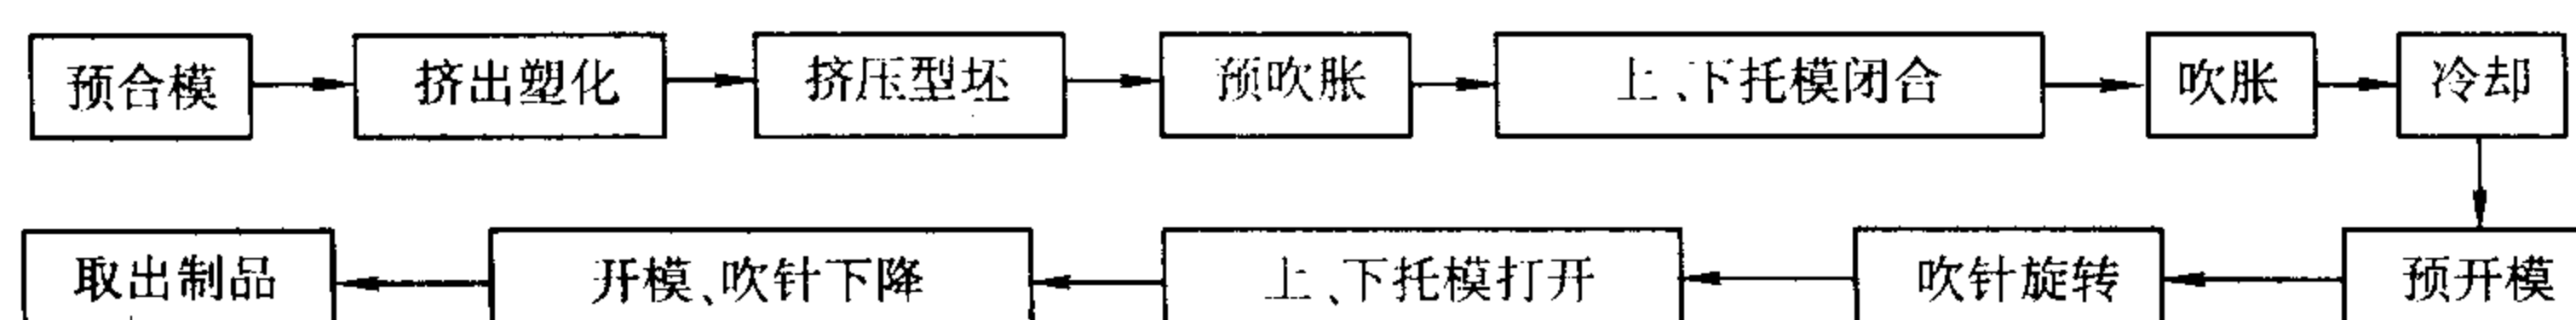 预合模 挤出塑化 挤压型坯 预吹胀 上、下托模闭合 吹胀 冷却
取出制品 开模、吹针下降 上、下托模打开 吹针旋转 预开模